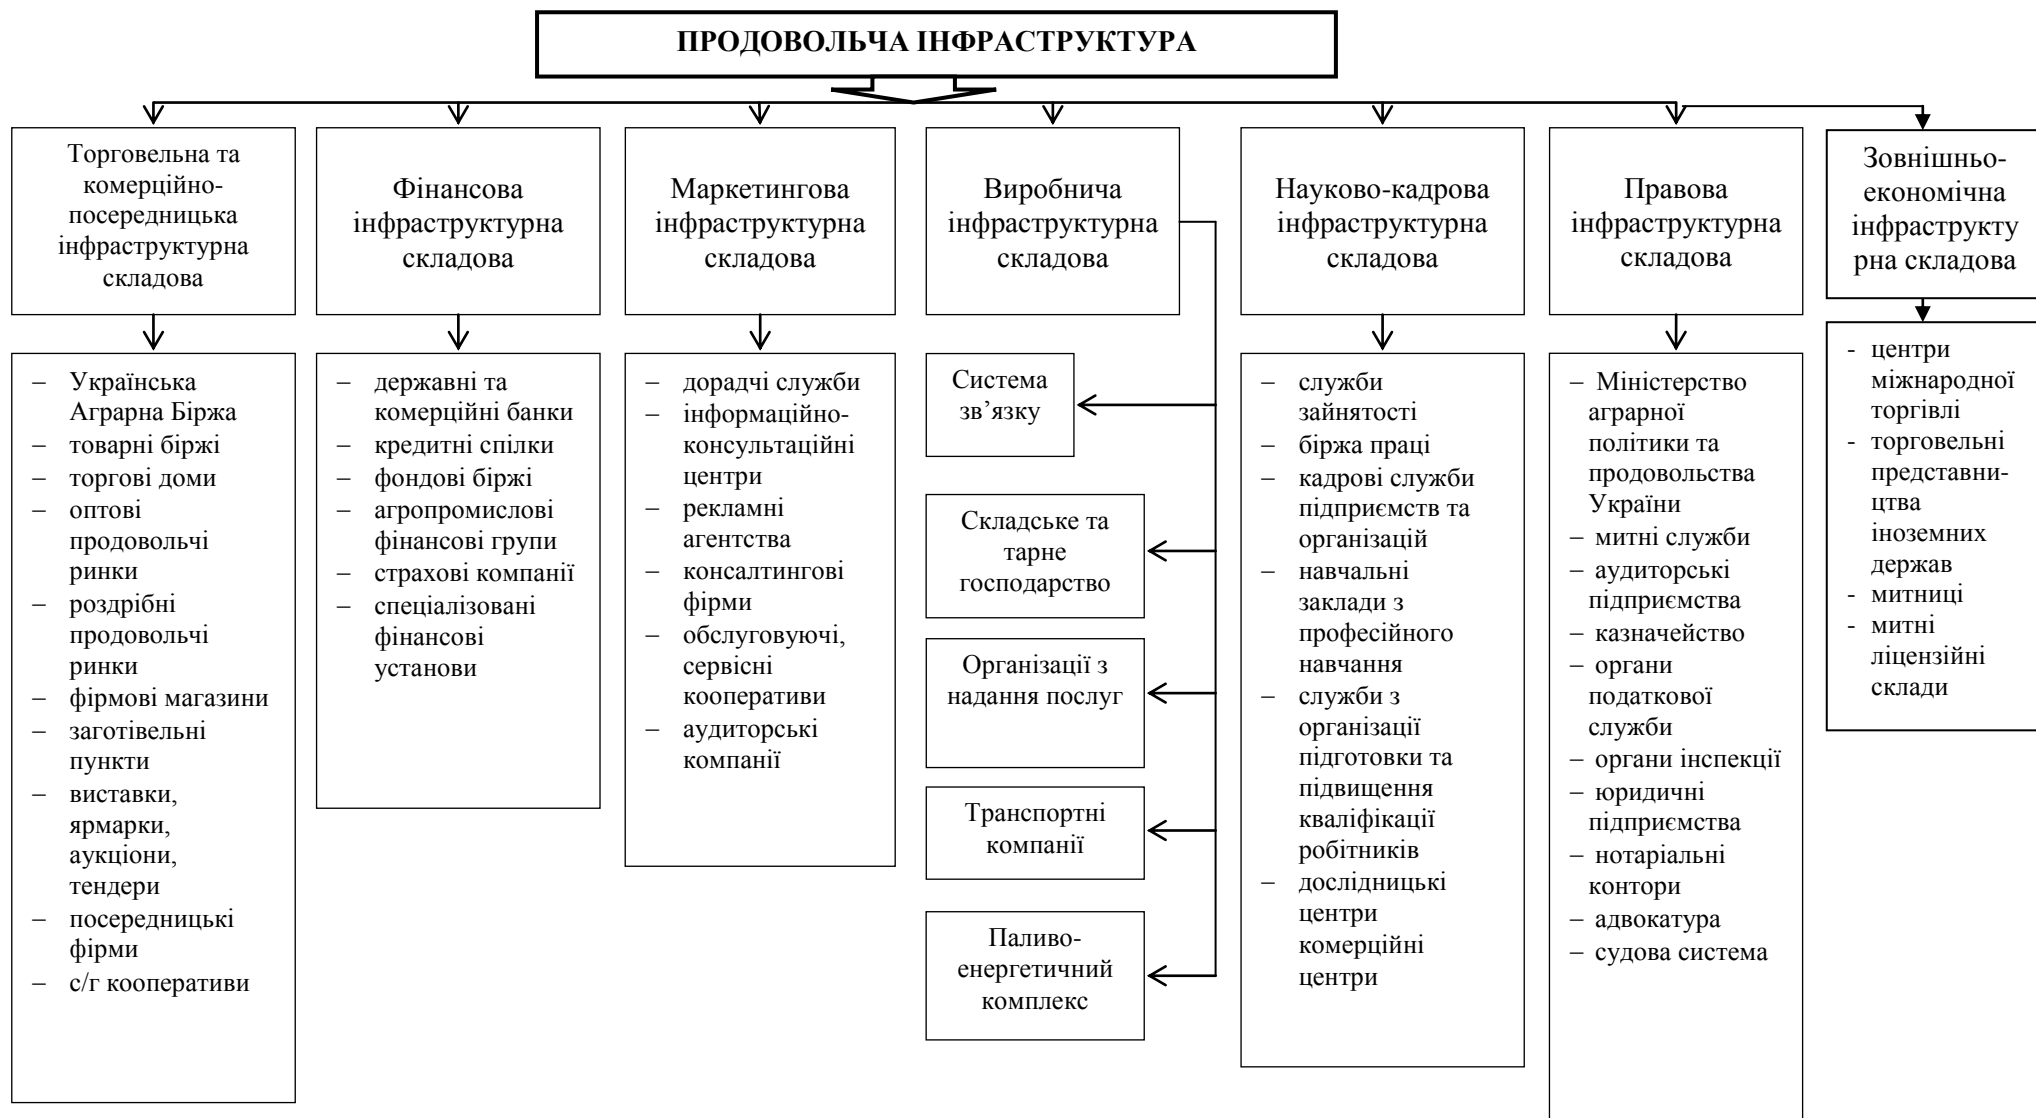 ПРОДОВОЛЬЧА ІНФРАСТРУКТУРА
Торговельна та
комерційно-
посередницька
інфраструктурна
складова
Фінансова
інфраструктурна
складова
Маркетингова
інфраструктурна
складова
Виробнича
інфраструктурна
складова
Науково-кадрова
інфраструктурна
складова
Правова
інфраструктурна
складова
Зовнішньо-
економічна
інфраструкту
рна складова
– Українська
Аграрна Біржа
– товарні біржі
– торгові доми
– оптові
продовольчі
ринки
– роздрібні
продовольчі
ринки
– фірмові магазини
– заготівельні
пункти
– виставки,
ярмарки,
аукціони,
тендери
– посередницькі
фірми
– с/г кооперативи
– державні та
комерційні банки
– кредитні спілки
– фондові біржі
– агропромислові
фінансові групи
– страхові компанії
– спеціалізовані
фінансові
установи
– дорадчі служби
– інформаційно-
консультаційні
центри
– рекламні
агентства
– консалтингові
фірми
– обслуговуючі,
сервісні
кооперативи
– аудиторські
компанії
Система
зв’язку
Складське та
тарне
господарство
Організації з
надання послуг
Транспортні
компанії
Паливо-
енергетичний
комплекс
– служби
зайнятості
– біржа праці
– кадрові служби
підприємств та
організацій
– навчальні
заклади з
професійного
навчання
– служби з
організації
підготовки та
підвищення
кваліфікації
робітників
– дослідницькі
центри
комерційні
центри
– Міністерство
аграрної
політики та
продовольства
України
– митні служби
– аудиторські
підприємства
– казначейство
– органи
податкової
служби
– органи інспекції
– юридичні
підприємства
– нотаріальні
контори
– адвокатура
– судова система
- центри
міжнародної
торгівлі
- торговельні
представни-
цтва
іноземних
держав
- митниці
- митні
ліцензійні
склади